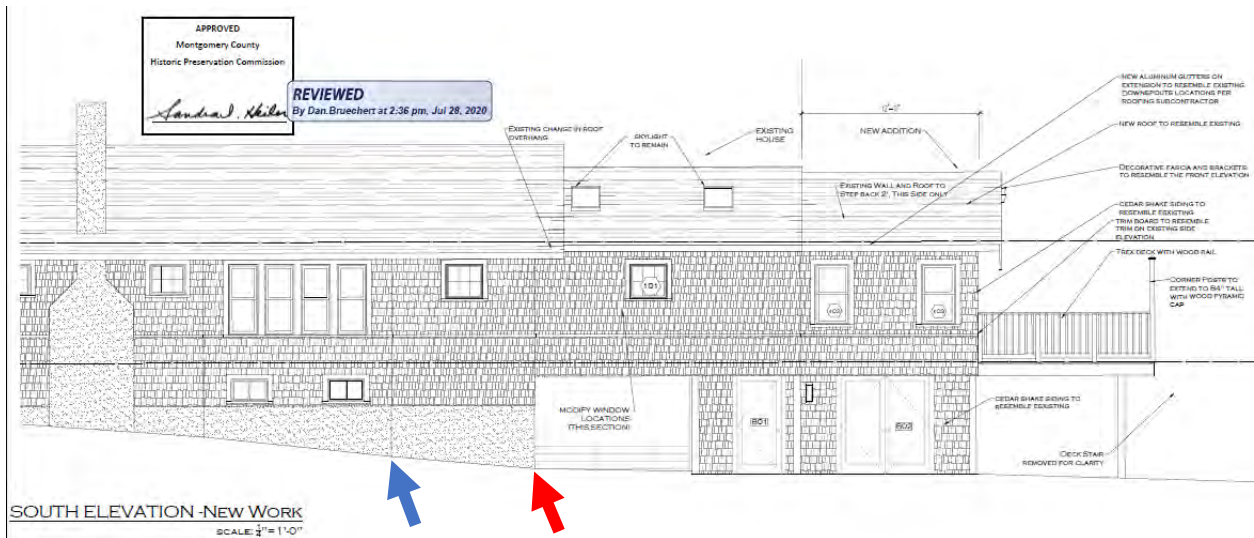 APPROVED
Montgomery County
Historic Preservation Commission
REVIEWED
By Dan.Bruechert at 2:36 pm, Jul 28, 2020
EXISTING CHANGE IN ROOF
OVERHANG
SKYLIGHT
TO REMAIN
EXISTING
HOUSE
NEW ADDITION
EXISTING WALL AND ROOF TO
STEP BACK 2', THIS SIDE ONLY
NEW ALUMINUM GUTTERS ON
EXTENSION TO RESEMBLE EXISTING
DOWNSPOUTS LOCATIONS PER
ROOFING SUBCONTRACTOR
NEW ROOF TO RESEMBLE EXISTING
DECORATIVE FASCIA AND BRACKETS
TO RESEMBLE THE FRONT ELEVATION
CEDAR SHAKE SIDING TO
RESEMBLE ESXISTING
TRIM BOARD TO RESEMBLE
TRIM ON EXISTING SIDE
ELEVATION
TREX DECK WITH WOOD RAIL
CORNER POSTS TO
EXTEND TO 84" TALL
WITH WOOD PYRAMID
CAP
101
103
103
MODIFY WINDOW
LOCATIONS
(THIS SECTION)
B01
B02
CEDAR SHAKE SIDING TO
RESEMBLE ESXISTING
DECK STAIR
REMOVED FOR CLARITY
SOUTH ELEVATION -NEW WORK
SCALE: ¼"=1'-0"